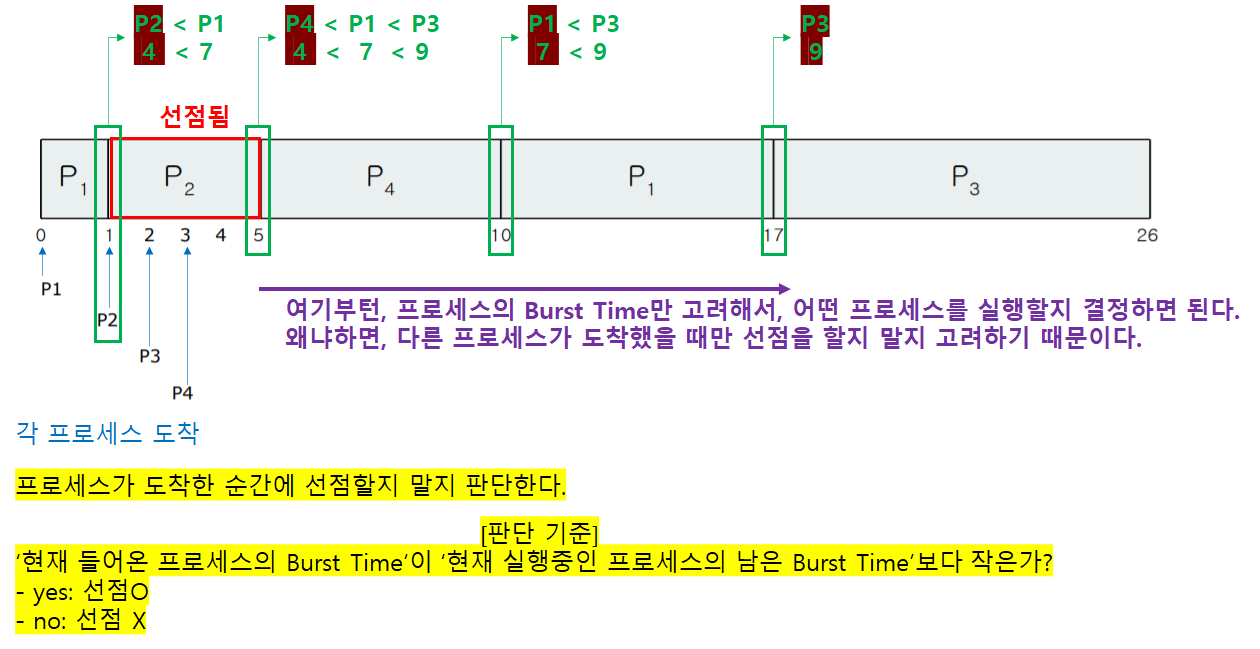 P2 < P1
4 < 7
P4 < P1 < P3
4 < 7 < 9
P1 < P3
7 < 9
P3
9
선점됨
P1 P2 P4 P1 P3
0 1 2 3 4 5 10 17 26
P1
P2
P3
P4
여기부턴, 프로세스의 Burst Time만 고려해서, 어떤 프로세스를 실행할지 결정하면 된다.
왜냐하면, 다른 프로세스가 도착했을 때만 선점을 할지 말지 고려하기 때문이다.
각 프로세스 도착
프로세스가 도착한 순간에 선점할지 말지 판단한다.
[판단 기준]
‘현재 들어온 프로세스의 Burst Time’이 ‘현재 실행중인 프로세스의 남은 Burst Time’보다 작은가?
- yes: 선점O
- no: 선점 X